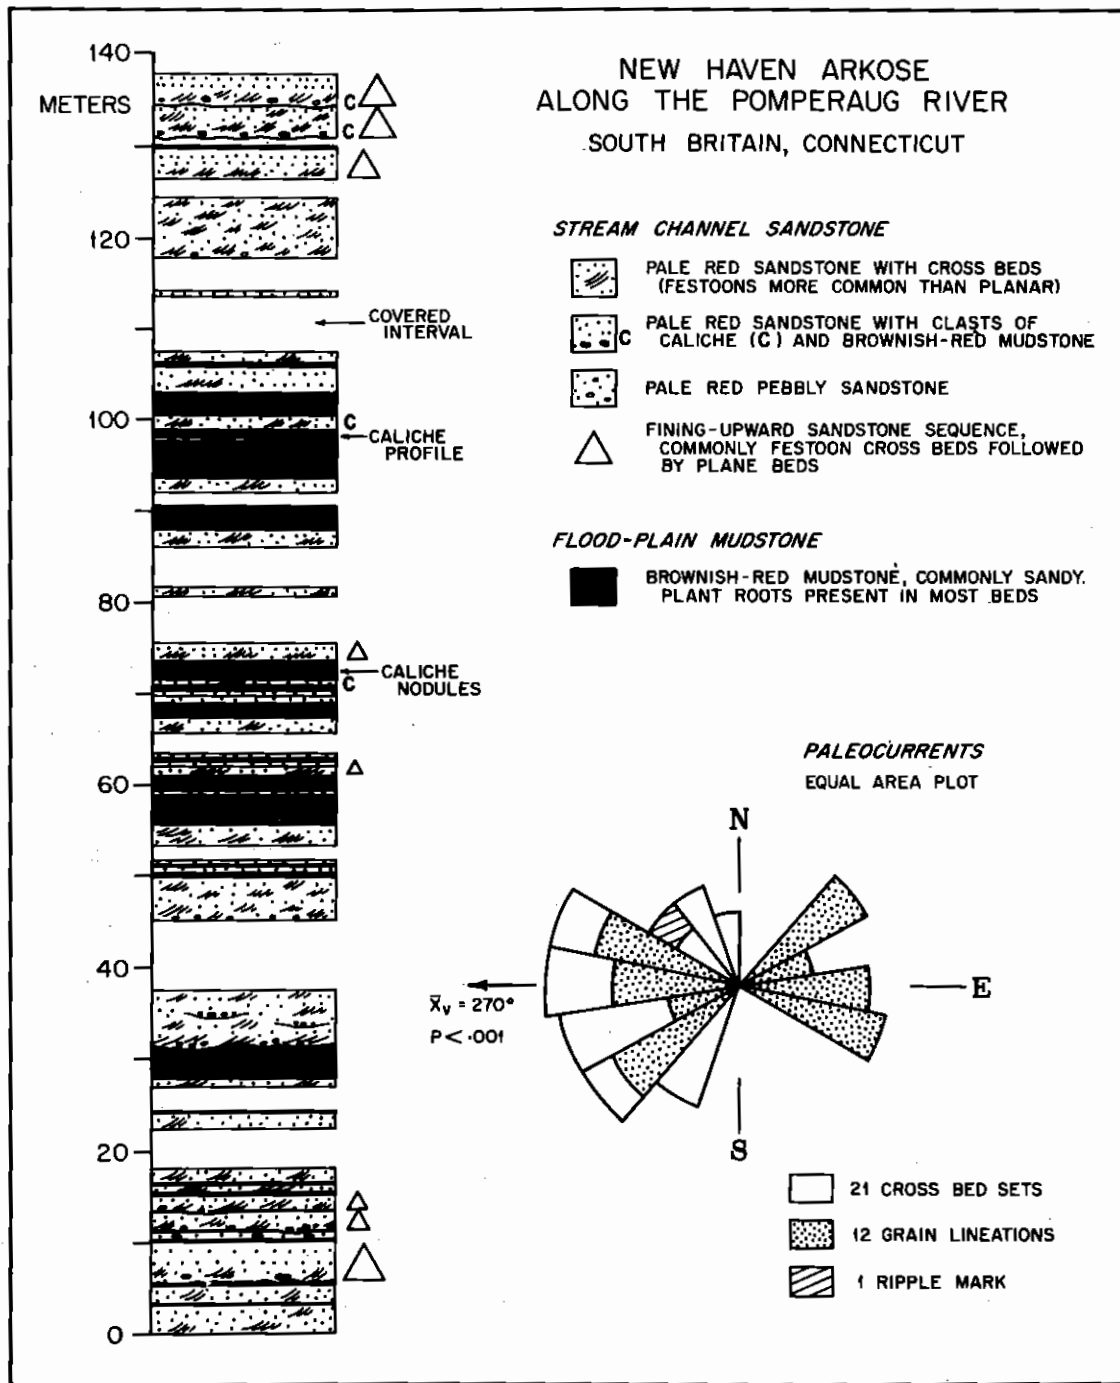 NEW HAVEN ARKOSE
ALONG THE POMPERAUG RIVER
SOUTH BRITAIN, CONNECTICUT
140
METERS
120
100
80
60
40
20
0
C
C
COVERED
INTERVAL
C
CALICHE
PROFILE
CALICHE
NODULES
C
STREAM CHANNEL SANDSTONE
PALE RED SANDSTONE WITH CROSS BEDS
(FESTOONS MORE COMMON THAN PLANAR)
C
PALE RED SANDSTONE WITH CLASTS OF
CALICHE (C) AND BROWNISH-RED MUDSTONE
PALE RED PEBBLY SANDSTONE
FINING-UPWARD SANDSTONE SEQUENCE,
COMMONLY FESTOON CROSS BEDS FOLLOWED
BY PLANE BEDS
FLOOD-PLAIN MUDSTONE
BROWNISH-RED MUDSTONE, COMMONLY SANDY.
PLANT ROOTS PRESENT IN MOST BEDS
PALEOCURRENTS
EQUAL AREA PLOT
N
E
S
X̄v = 270°
P < .001
21 CROSS BED SETS
12 GRAIN LINEATIONS
1 RIPPLE MARK